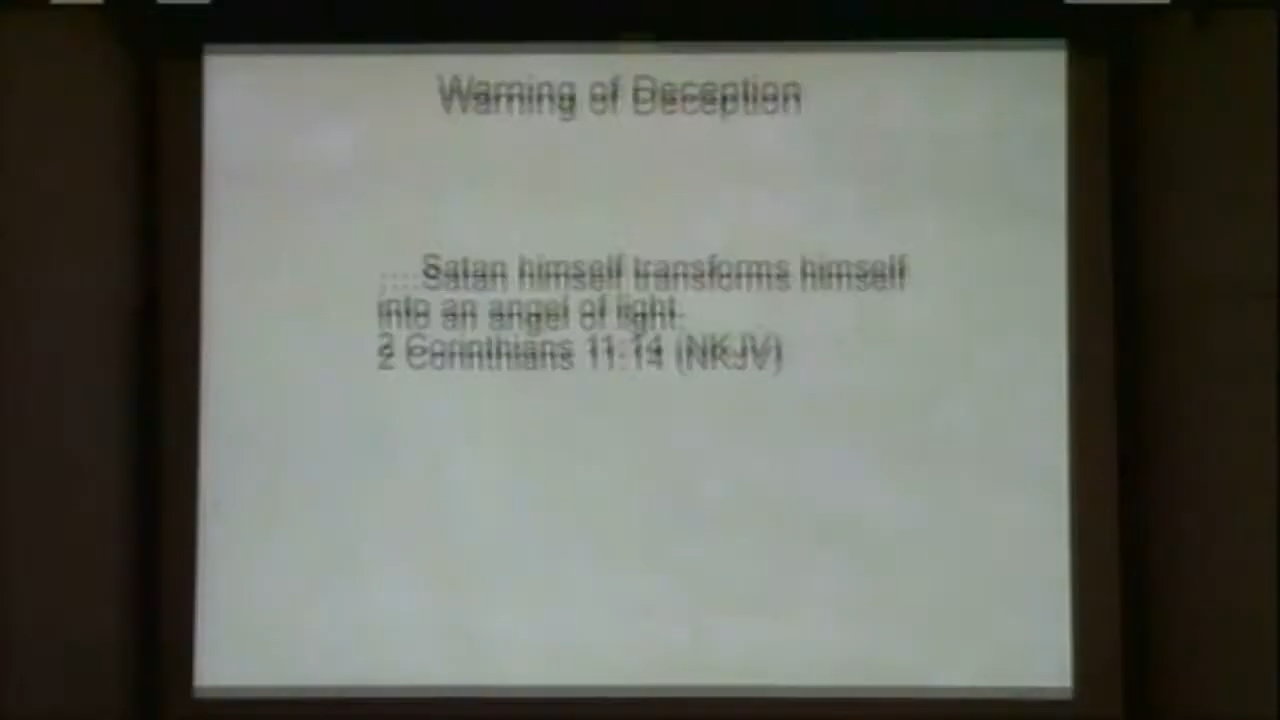 Warning of Deception
....Satan himself transforms himself
into an angel of light.
2 Corinthians 11:14 (NKJV)